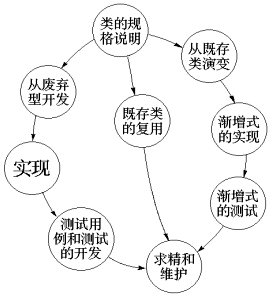 类的规
格说明
从废弃
型开发
既存类
的复用
从既存
类演变
实现
渐增式
的实现
渐增式
的测试
测试用
例和测试
的开发
求精和
维护